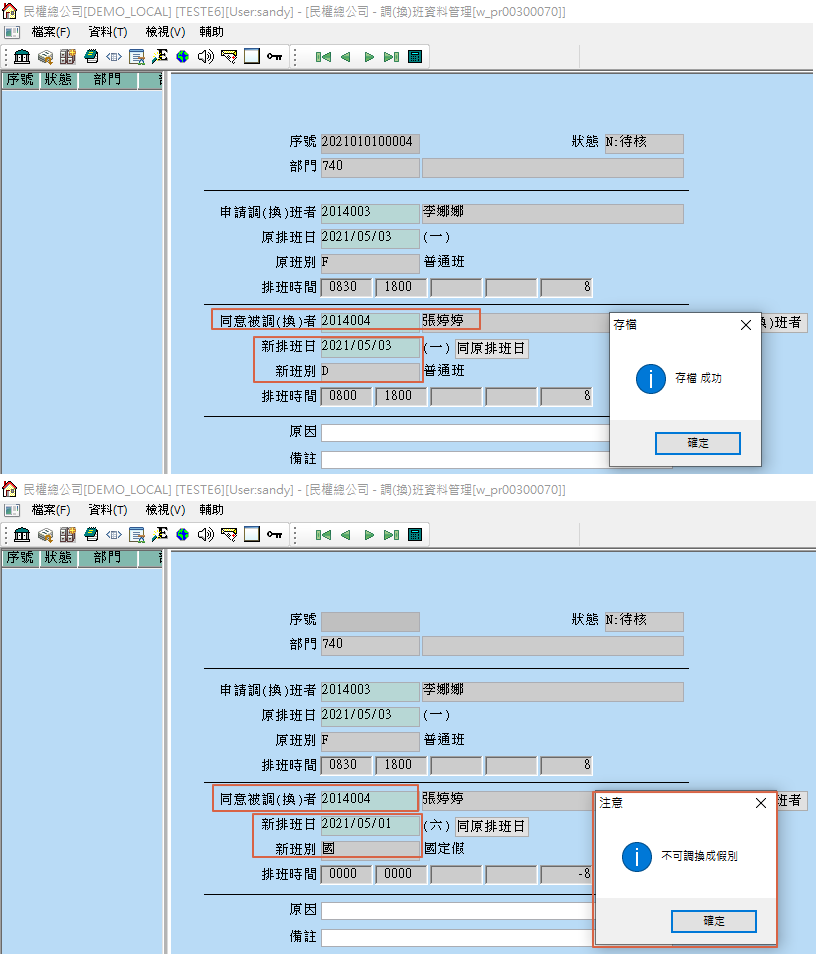 民權總公司[DEMO_LOCAL] [TESTE6][User:sandy] - [民權總公司 - 調(換)班資料管理[w_pr00300070]]
檔案(F) 資料(T) 檢視(V) 輔助
序號 狀態 部門
序號 2021010100004 狀態 N:待核
部門 740
申請調(換)班者 2014003 李娜娜
原排班日 2021/05/03 (一)
原班別 F 普通班
排班時間 0830 1800 8
同意被調(換)者 2014004 張婷婷 換)班者
新排班日 2021/05/03 (一) 同原排班日
新班別 D 普通班
排班時間 0800 1800 8
原因
備註
存檔
存檔 成功
確定
民權總公司[DEMO_LOCAL] [TESTE6][User:sandy] - [民權總公司 - 調(換)班資料管理[w_pr00300070]]
檔案(F) 資料(T) 檢視(V) 輔助
序號 狀態 部門
序號 狀態 N:待核
部門 740
申請調(換)班者 2014003 李娜娜
原排班日 2021/05/03 (一)
原班別 F 普通班
排班時間 0830 1800 8
同意被調(換)者 2014004 張婷婷 班者
新排班日 2021/05/01 (六) 同原排班日
新班別 國 國定假
排班時間 0000 0000 -8
原因
備註
注意
不可調換成假別
確定